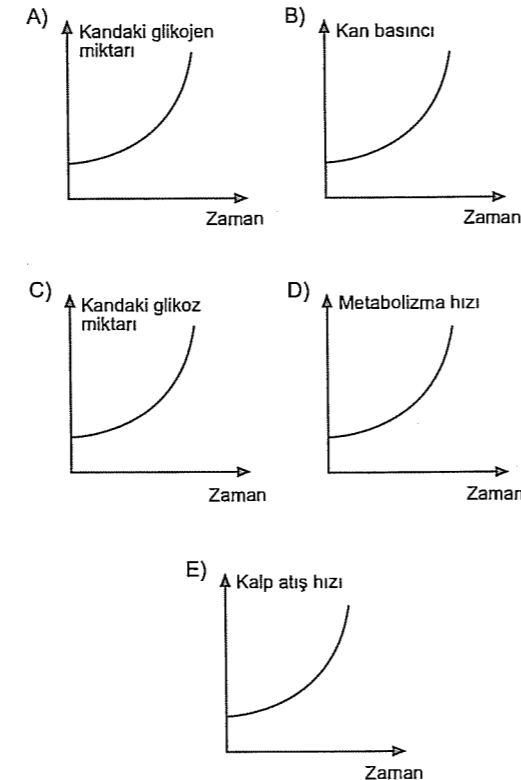 A)
Kandaki glikojen
miktarı
Zaman
B)
Kan basıncı
Zaman
C)
Kandaki glikoz
miktarı
Zaman
D)
Metabolizma hızı
Zaman
E)
Kalp atış hızı
Zaman